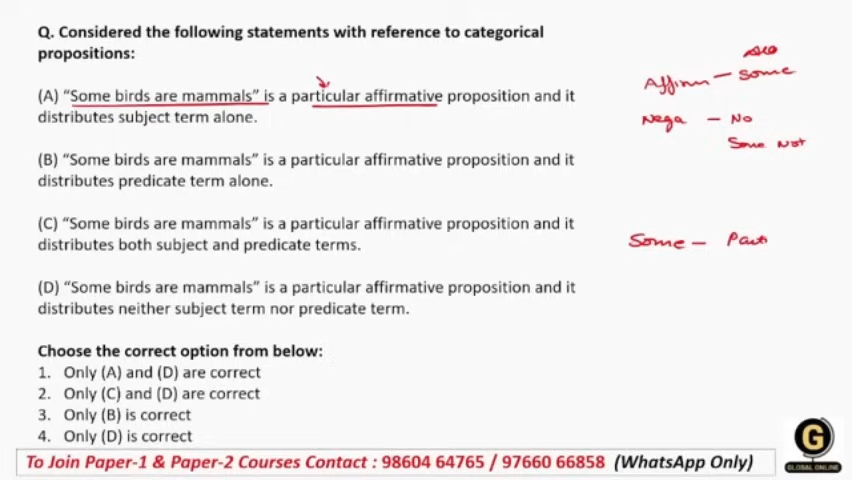 Q. Considered the following statements with reference to categorical
propositions:
(A) “Some birds are mammals” is a particular affirmative proposition and it
distributes subject term alone.
(B) “Some birds are mammals” is a particular affirmative proposition and it
distributes predicate term alone.
(C) “Some birds are mammals” is a particular affirmative proposition and it
distributes both subject and predicate terms.
(D) “Some birds are mammals” is a particular affirmative proposition and it
distributes neither subject term nor predicate term.
Choose the correct option from below:
1. Only (A) and (D) are correct
2. Only (C) and (D) are correct
3. Only (B) is correct
4. Only (D) is correct
Affirm – Some
Nega – No
Some Not
Some – Part
To Join Paper-1 & Paper-2 Courses Contact : 98604 64765 / 97660 66858 (WhatsApp Only)
G
GLOBAL ONLINE